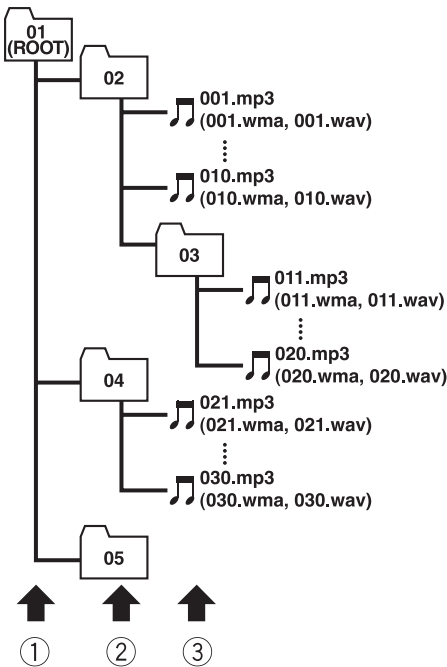 01
(ROOT)
02
001.mp3
(001.wma, 001.wav)
010.mp3
(010.wma, 010.wav)
03
011.mp3
(011.wma, 011.wav)
020.mp3
(020.wma, 020.wav)
04
021.mp3
(021.wma, 021.wav)
030.mp3
(030.wma, 030.wav)
05
① ② ③